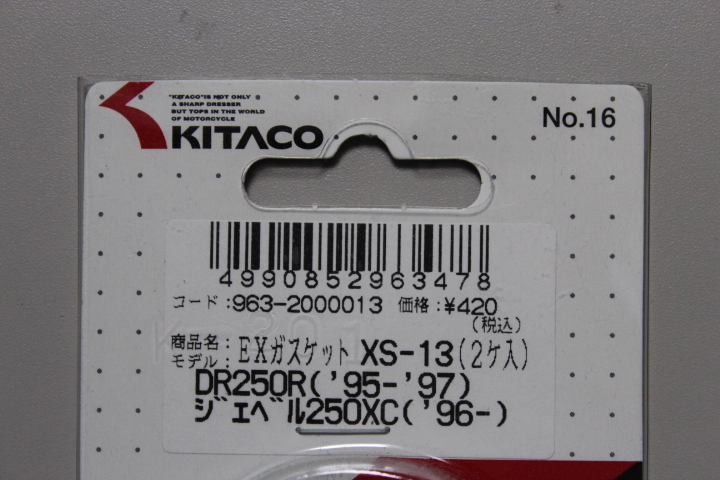 "KITACO"IS NOT ONLY
A SHARP DRESSER
BUT TOPS IN THE WORLD
OF MOTORCYCLE
KITACO
No.16
4990852963478
コード:963-2000013 価格:¥420
(税込)
商品名:EXガスケット XS-13(2ケ入)
モデル:
DR250R('95-'97)
ジェベル250XC('96-)